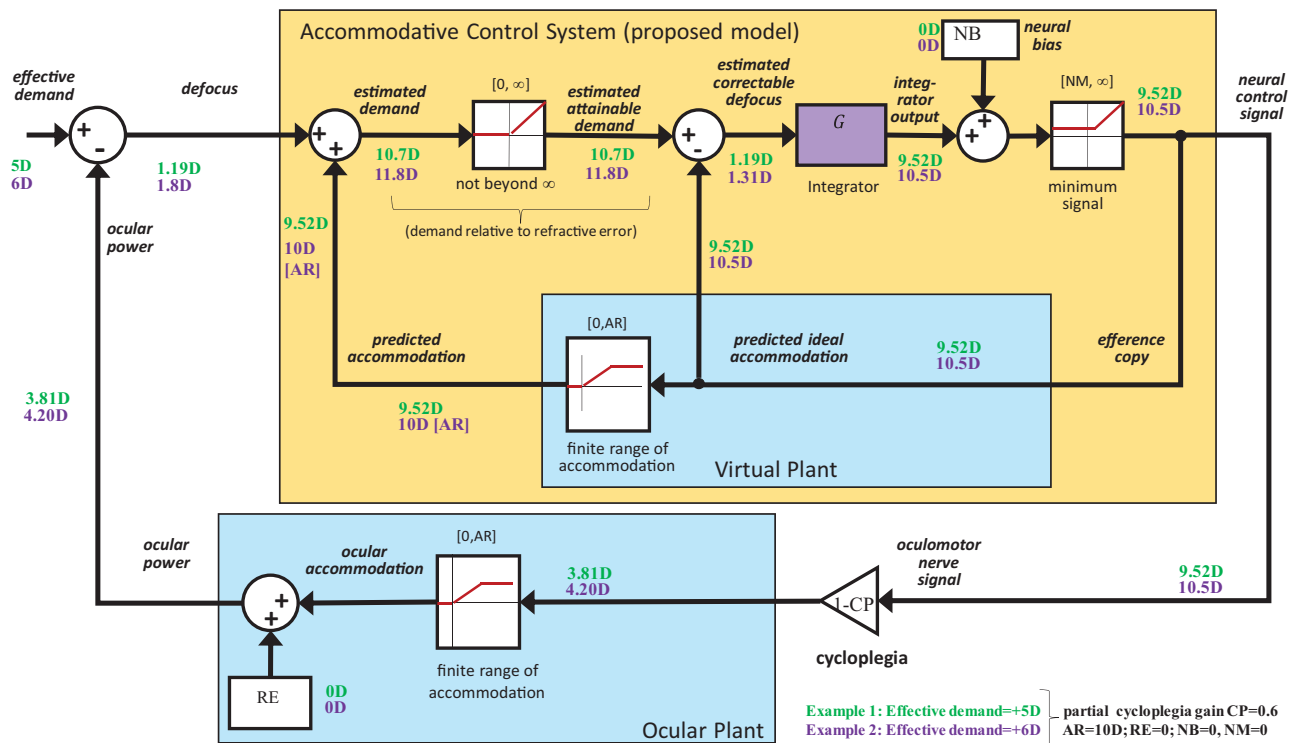 Accommodative Control System (proposed model)
0D
0D
NB
neural
bias
effective
demand
defocus
estimated
demand
[0, ∞]
estimated
attainable
demand
estimated
correctable
defocus
integ-
rator
output
[NM, ∞]
9.52D
10.5D
neural
control
signal
+
-
+
+
+
-
G
+
+
5D
6D
1.19D
1.8D
10.7D
11.8D
not beyond ∞
10.7D
11.8D
1.19D
1.31D
Integrator
9.52D
10.5D
minimum
signal
ocular
power
9.52D
10D
[AR]
(demand relative to refractive error)
9.52D
10.5D
[0,AR]
predicted
accommodation
predicted ideal
accommodation
9.52D
10.5D
efference
copy
3.81D
4.20D
9.52D
10D [AR]
finite range of
accommodation
Virtual Plant
ocular
power
ocular
accommodation
[0,AR]
3.81D
4.20D
oculomotor
nerve
signal
9.52D
10.5D
+
+
1-CP
cycloplegia
RE
0D
0D
finite range of
accommodation
Ocular Plant
Example 1: Effective demand=+5D
Example 2: Effective demand=+6D
partial cycloplegia gain CP=0.6
AR=10D; RE=0; NB=0, NM=0